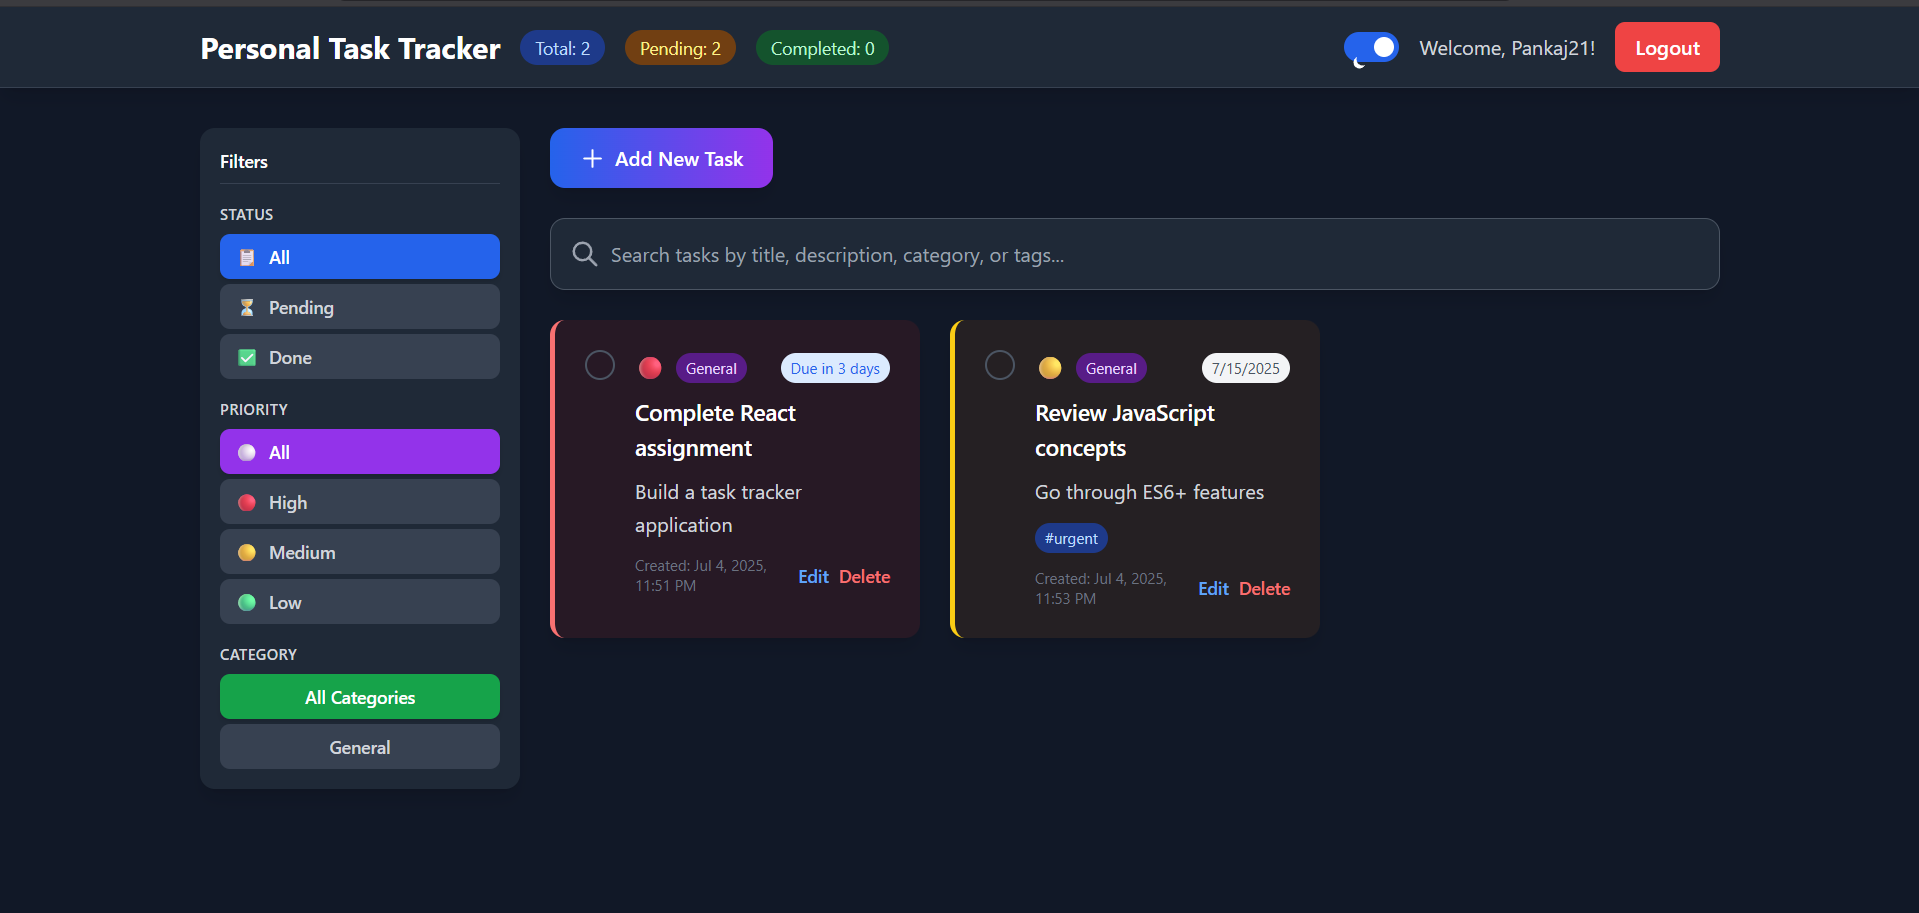 Personal Task Tracker
Total: 2
Pending: 2
Completed: 0
Welcome, Pankaj21!
Logout
Filters
STATUS
All
Pending
Done
PRIORITY
All
High
Medium
Low
CATEGORY
All Categories
General
Add New Task
Search tasks by title, description, category, or tags...
General
Due in 3 days
Complete React
assignment
Build a task tracker
application
Created: Jul 4, 2025,
11:51 PM
Edit Delete
General
7/15/2025
Review JavaScript
concepts
Go through ES6+ features
#urgent
Created: Jul 4, 2025,
11:53 PM
Edit Delete